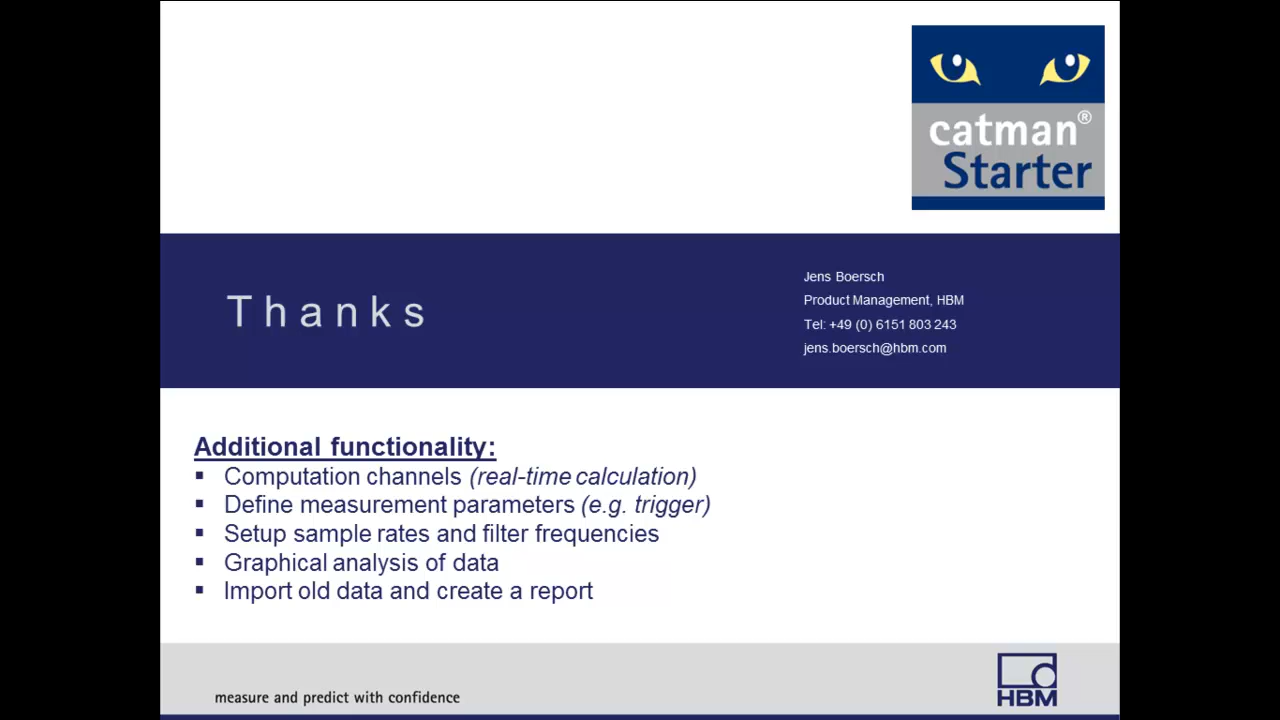 catman®
Starter
Thanks
Jens Boersch
Product Management, HBM
Tel: +49 (0) 6151 803 243
jens.boersch@hbm.com
Additional functionality:
▪ Computation channels (real-time calculation)
▪ Define measurement parameters (e.g. trigger)
▪ Setup sample rates and filter frequencies
▪ Graphical analysis of data
▪ Import old data and create a report
measure and predict with confidence
HBM